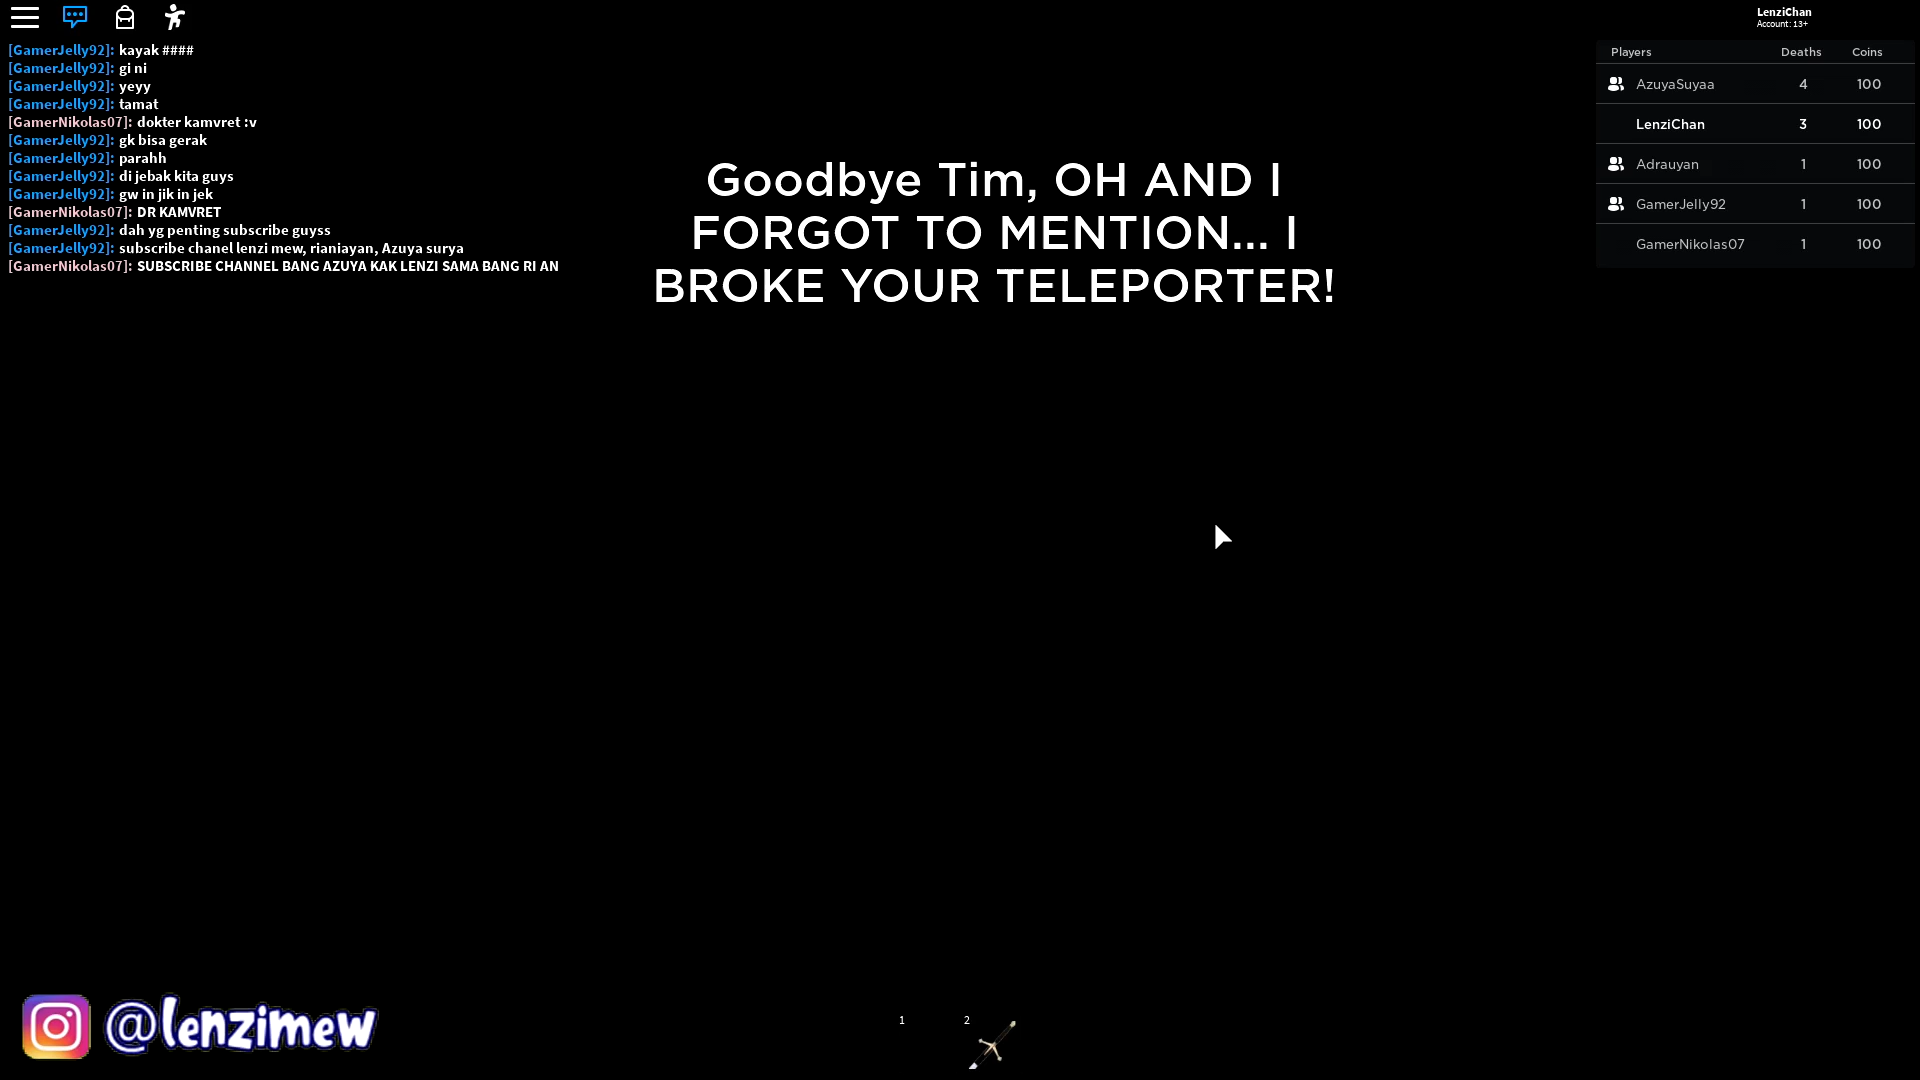 LenziChan
Account: 13+
[GamerJelly92]: kayak ####
[GamerJelly92]: gi ni
[GamerJelly92]: yeyy
[GamerJelly92]: tamat
[GamerNikolas07]: dokter kamvret :v
[GamerJelly92]: gk bisa gerak
[GamerJelly92]: parahh
[GamerJelly92]: di jebak kita guys
[GamerJelly92]: gw in jik in jek
[GamerNikolas07]: DR KAMVRET
[GamerJelly92]: dah yg penting subscribe guyss
[GamerJelly92]: subscribe chanel lenzi mew, rianiayan, Azuya surya
[GamerNikolas07]: SUBSCRIBE CHANNEL BANG AZUYA KAK LENZI SAMA BANG RI AN
Goodbye Tim, OH AND I
FORGOT TO MENTION... I
BROKE YOUR TELEPORTER!
Players Deaths Coins
AzuyaSuyaa 4 100
LenziChan 3 100
Adrauyan 1 100
GamerJelly92 1 100
GamerNikolas07 1 100
@lenzimew
1 2